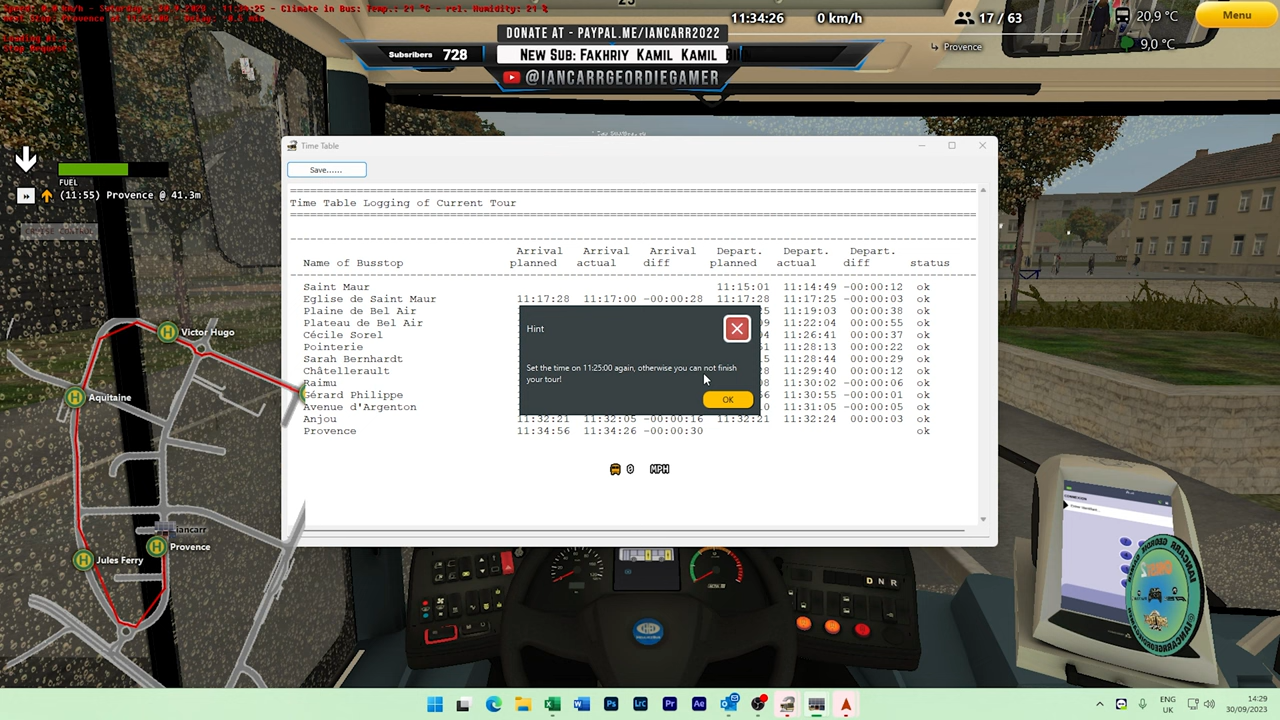 11:34:26
0 km/h
17 / 63
20,9 °C
Menu
DONATE AT - PAYPAL.ME/IANCARR2022
Provence
9,0 °C
Subsribers 728
NEW SUB: FAKHRIY KAMIL KAMIL
@IANCARRGEORDIEGAMER
FUEL
(11:55) Provence @ 41.3m
CRUISE CONTROL
Time Table
Save......
Time Table Logging of Current Tour
Arrival Arrival Arrival Depart. Depart. Depart.
Name of Busstop planned actual diff planned actual diff status
Saint Maur 11:15:01 11:14:49 -00:00:12 ok
Eglise de Saint Maur 11:17:28 11:17:00 -00:00:28 11:17:28 11:17:25 -00:00:03 ok
Plaine de Bel Air 11:19:03 00:00:38 ok
Plateau de Bel Air 11:22:04 00:00:55 ok
Cécile Sorel 11:26:41 00:00:37 ok
Pointerie 11:28:13 00:00:22 ok
Sarah Bernhardt 11:28:44 00:00:29 ok
Châtellerault 11:29:40 00:00:12 ok
Raimu 11:30:02 -00:00:06 ok
Gérard Philippe 11:30:55 -00:00:01 ok
Avenue d'Argenton 11:31:05 -00:00:05 ok
Anjou 11:32:21 11:32:05 -00:00:16 11:32:21 11:32:24 00:00:03 ok
Provence 11:34:56 11:34:26 -00:00:30 ok
Hint
Set the time on 11:25:00 again, otherwise you can not finish
your tour!
OK
0 MPH
Victor Hugo
Aquitaine
iancarr
Provence
Jules Ferry
D N R
ENG
UK
14:29
30/09/2023